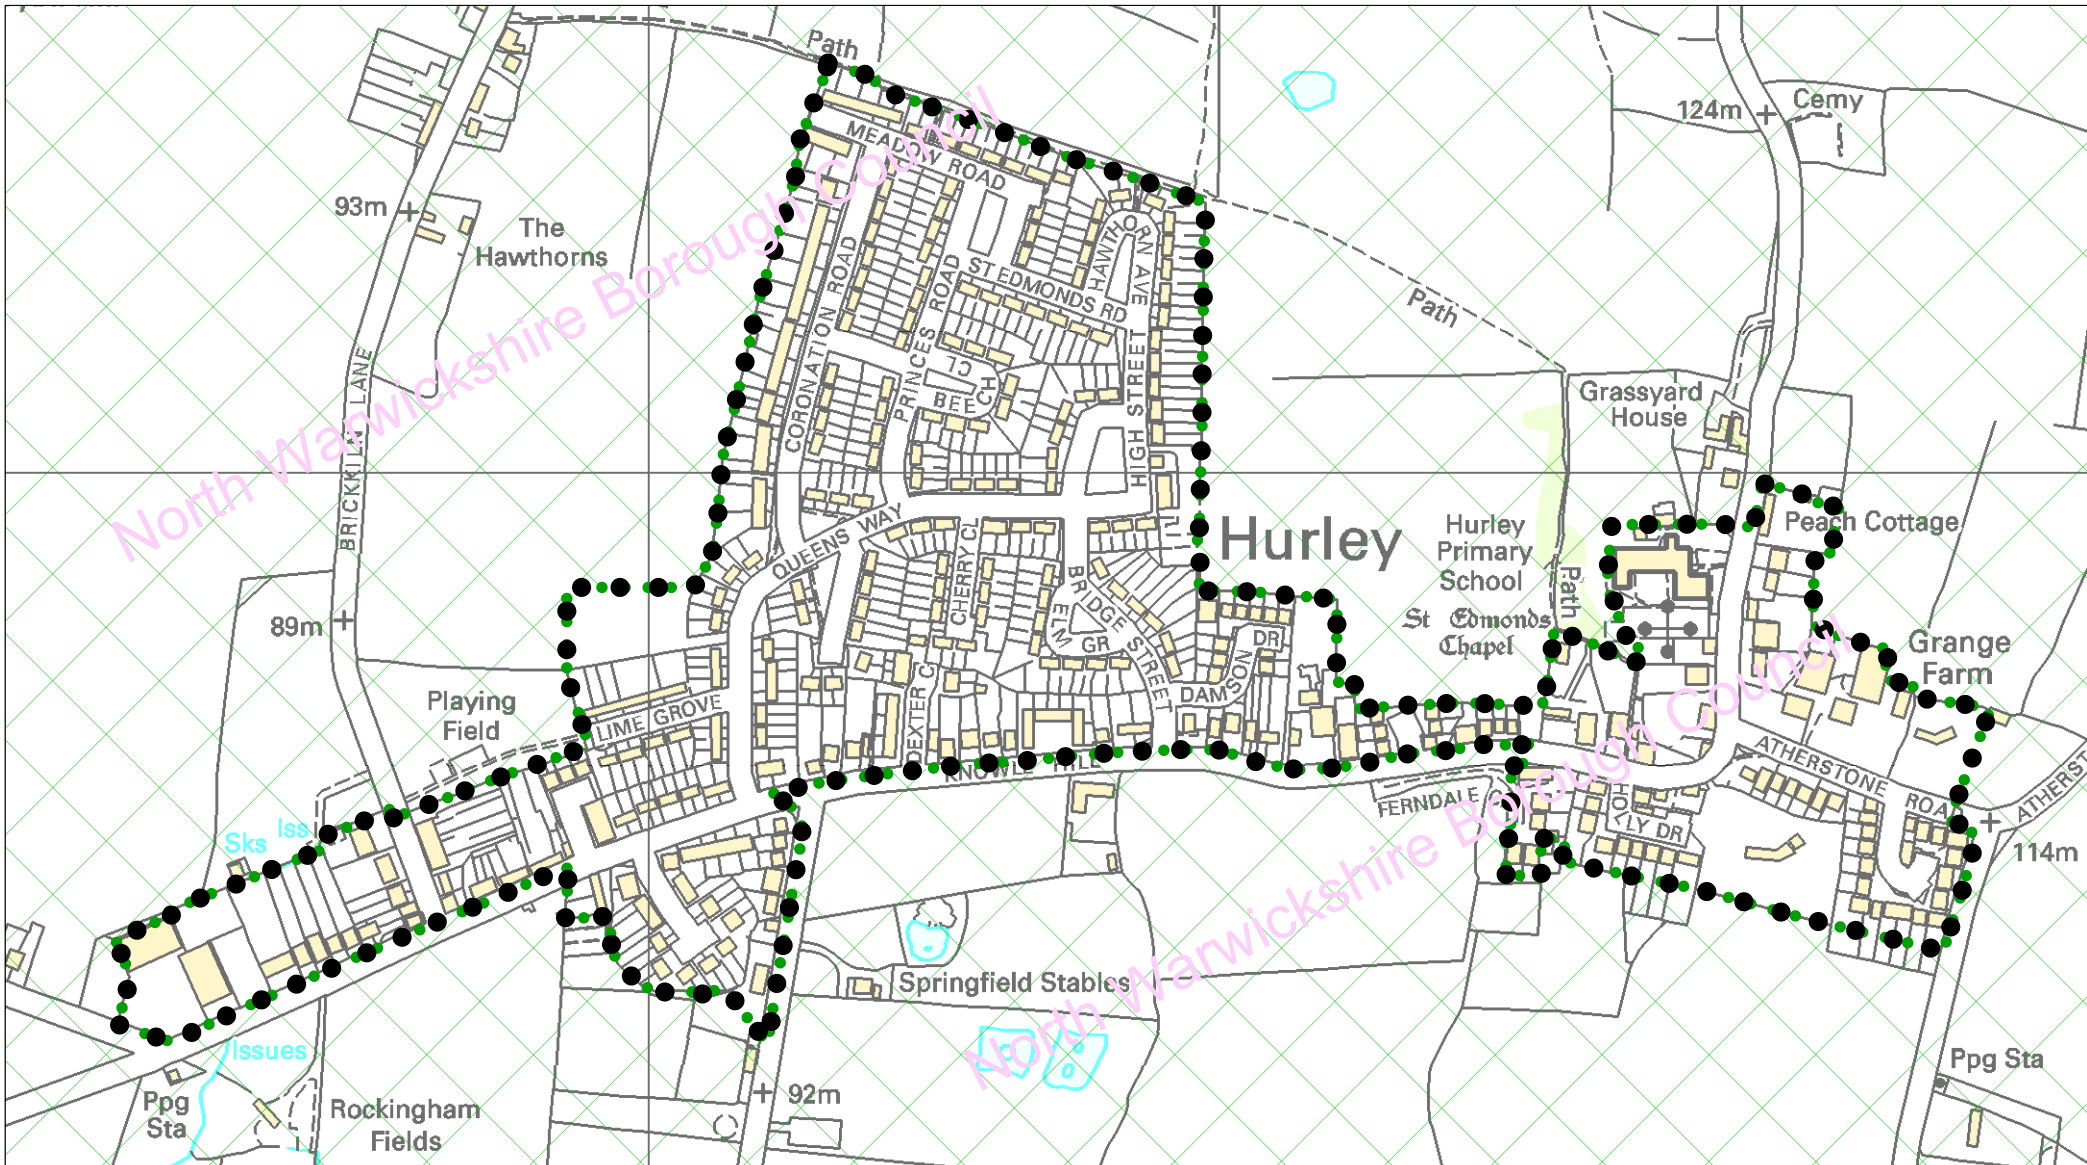 Path
124m
Cemy
MEADOW ROAD
93m
The
Hawthorns
HAWTHORN AVE
ST EDMONDS RD
CORONATION ROAD
PRINCES ROAD
Path
BRICKKILN LANE
BEECH CL
HIGH STREET
Grassyard
House
North Warwickshire Borough Council
QUEENS WAY
CHERRY CL
Hurley
Hurley
Primary
School
Peach Cottage
BRIDGE STREET
ELM GR
Path
St Edmonds
Chapel
89m
DAMSON DR
Grange
Farm
Playing
Field
LIME GROVE
DEXTER C
KNOWLE HILL
ATHERSTONE ROA
ATHERST
FERNDALE C
HOLLY DR
Sks
Iss
114m
North Warwickshire Borough Council
Springfield Stables
Issues
Ppg Sta
92m
Ppg
Sta
Rockingham
Fields